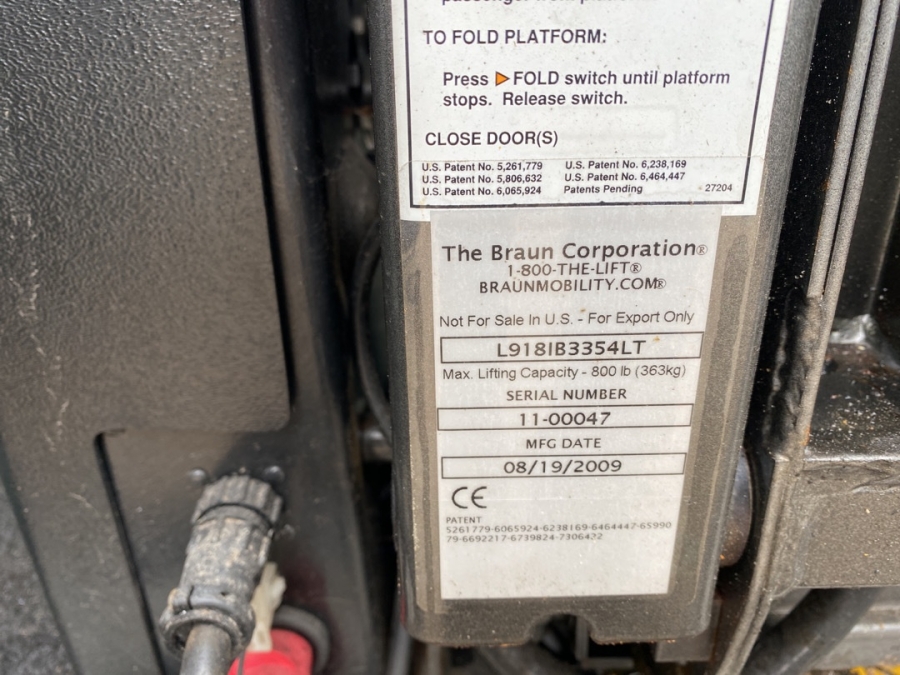 TO FOLD PLATFORM:
Press ▶FOLD switch until platform
stops. Release switch.
CLOSE DOOR(S)
U.S. Patent No. 5,261,779 U.S. Patent No. 6,238,169
U.S. Patent No. 5,806,632 U.S. Patent No. 6,464,447
U.S. Patent No. 6,065,924 Patents Pending 27204
The Braun Corporation®
1-800-THE-LIFT®
BRAUNMOBILITY.COM®
Not For Sale In U.S. - For Export Only
L918IB3354LT
Max. Lifting Capacity - 800 lb (363kg)
SERIAL NUMBER
11-00047
MFG DATE
08/19/2009
CE
PATENT
5261779-6065924-6238169-6464447-65990
79-6692217-6739824-7306422